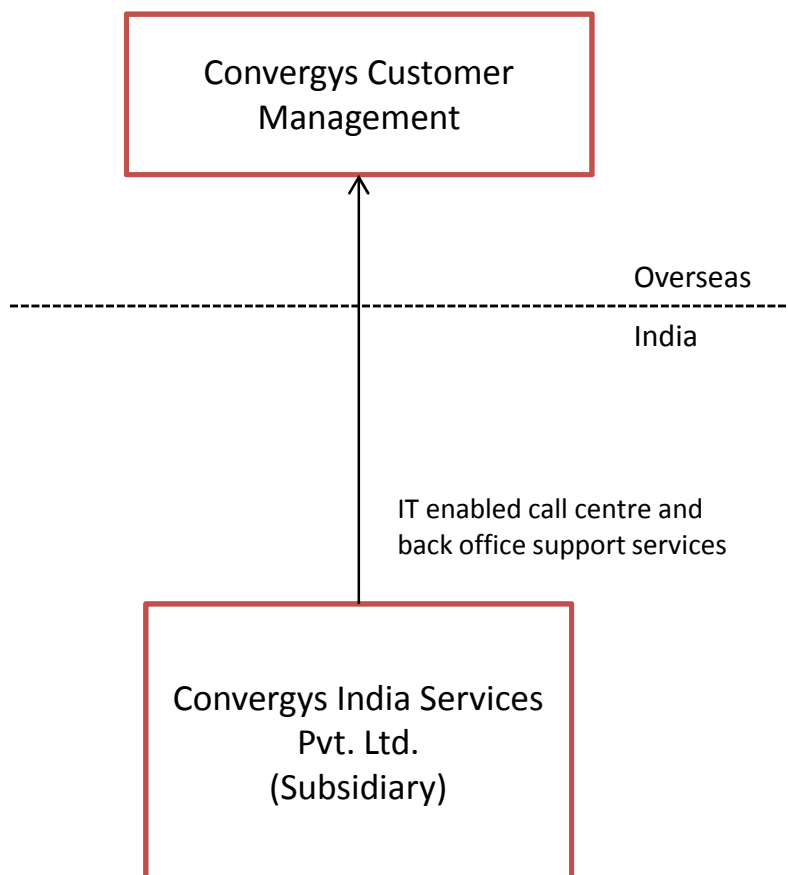 Convergys Customer
Management
Overseas
India
IT enabled call centre and
back office support services
Convergys India Services
Pvt. Ltd.
(Subsidiary)